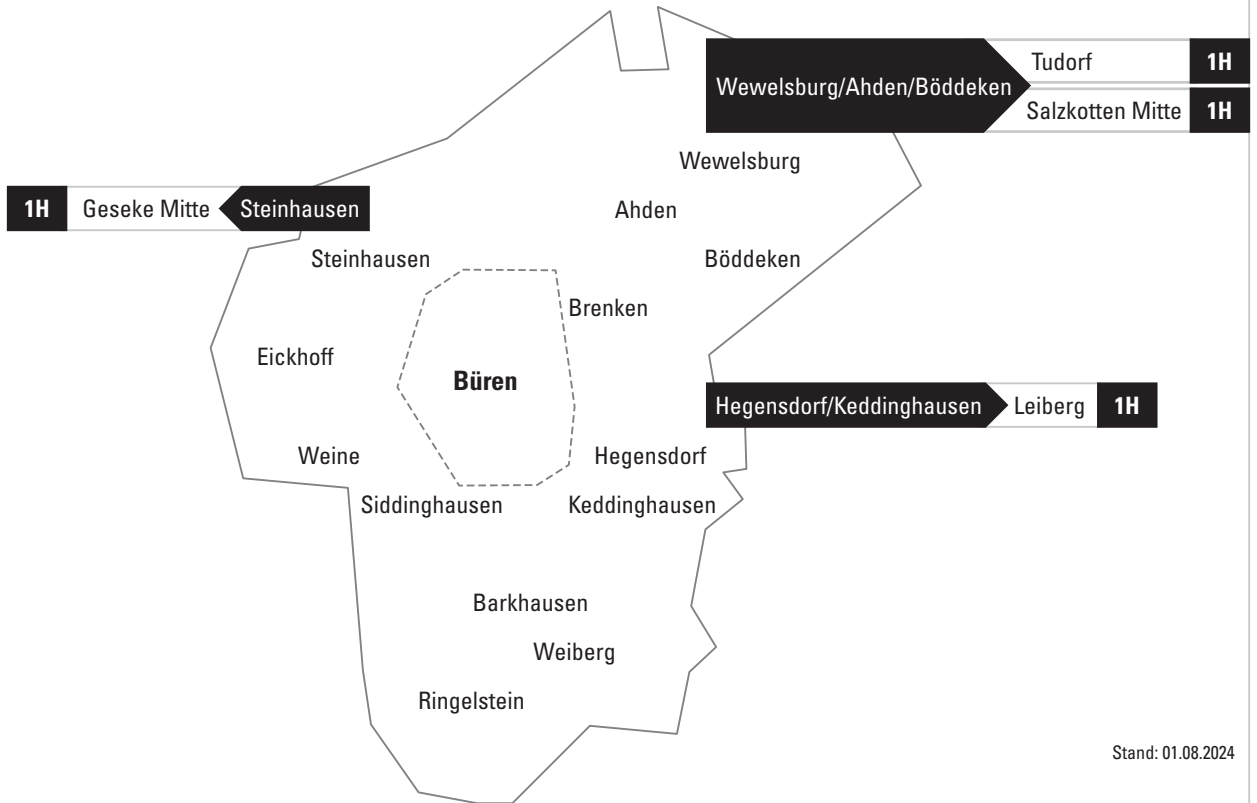 Tudorf 1H
Wewelsburg/Ahden/Böddeken
Salzkotten Mitte 1H
Wewelsburg
1H Geseke Mitte Steinhausen
Ahden
Steinhausen
Böddeken
Brenken
Eickhoff
Büren
Hegensdorf/Keddinghausen Leiberg 1H
Weine
Hegensdorf
Siddinghausen
Keddinghausen
Barkhausen
Weiberg
Ringelstein
Stand: 01.08.2024